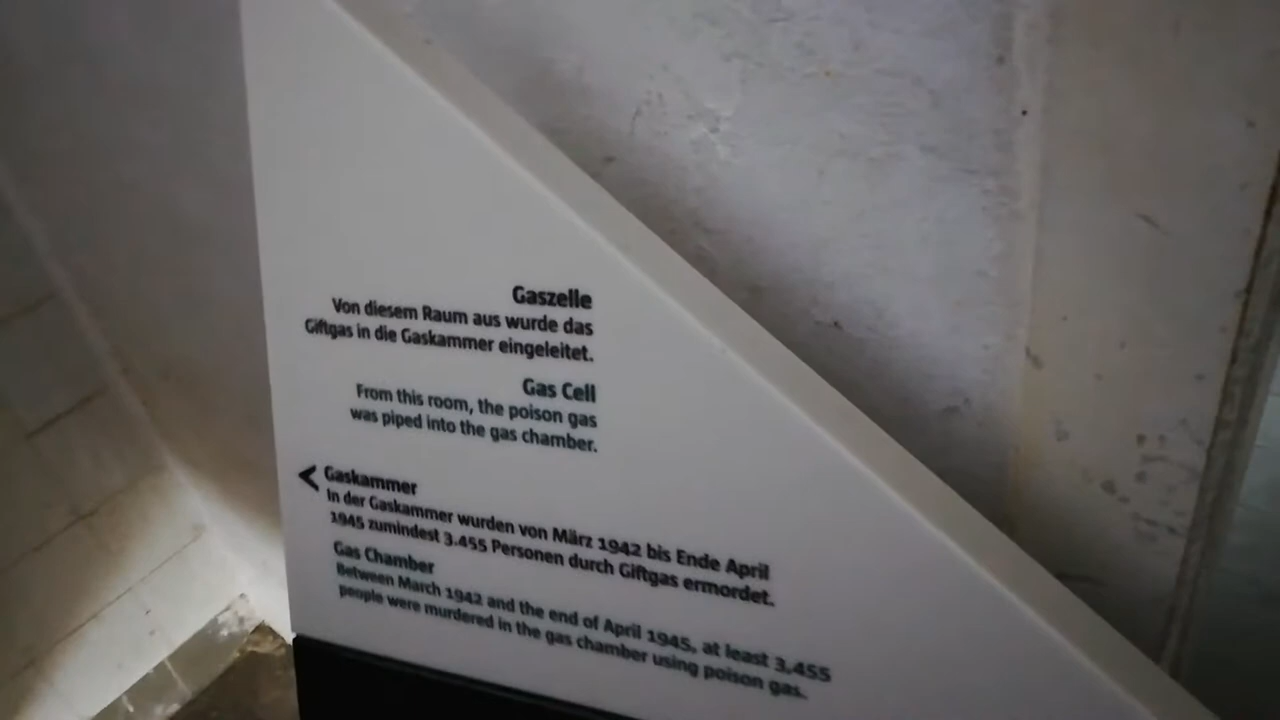 Gaszelle
Von diesem Raum aus wurde das
Giftgas in die Gaskammer eingeleitet.
Gas Cell
From this room, the poison gas
was piped into the gas chamber.
Gaskammer
In der Gaskammer wurden von März 1942 bis Ende April
1945 zumindest 3.455 Personen durch Giftgas ermordet.
Gas Chamber
Between March 1942 and the end of April 1945, at least 3,455
people were murdered in the gas chamber using poison gas.